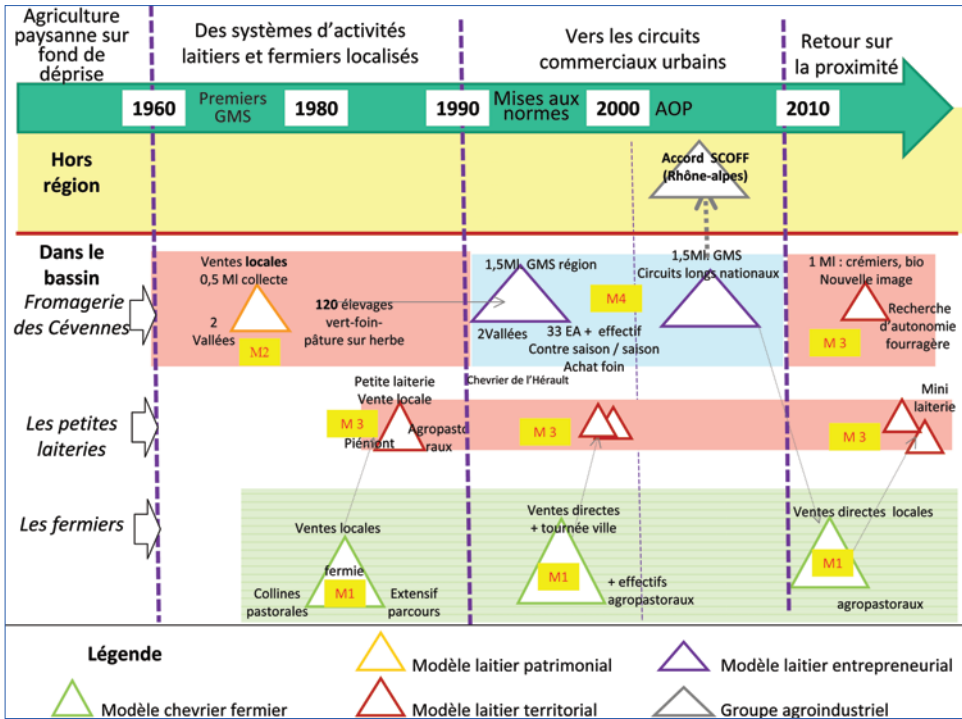 Agriculture
paysanne sur
fond de
déprise
Des systèmes d'activités
laitiers et fermiers localisés
Vers les circuits
commerciaux urbains
Retour sur
la proximité
1960
Premiers
GMS
1980
1990
Mises aux
normes
2000
AOP
2010
Hors
région
Accord SCOFF
(Rhône-alpes)
Dans le
bassin
Fromagerie
des Cévennes
Ventes locales
0,5 Ml collecte
2
Vallées
M2
120 élevages
vert-foin-
pâture sur herbe
1,5Ml. GMS région
2Vallées
M4
33 EA + effectif
Contre saison / saison
Achat foin
1,5Ml. GMS
Circuits longs nationaux
1 Ml : crémiers, bio
Nouvelle image
Recherche
d'autonomie
fourragère
M 3
Chevrier de l'Hérault
Les petites
laiteries
Petite laiterie
Vente locale
M 3
Piémont
Agropasto
raux
M 3
Mini
laiterie
M 3
Les fermiers
Ventes locales
fermie
M1
Collines
pastorales
Extensif
parcours
Ventes directes
+ tournée ville
M1
+ effectifs
agropastoraux
Ventes directes locales
M1
agropastoraux
Légende
Modèle laitier patrimonial
Modèle laitier entrepreneurial
Modèle chevrier fermier
Modèle laitier territorial
Groupe agroindustriel